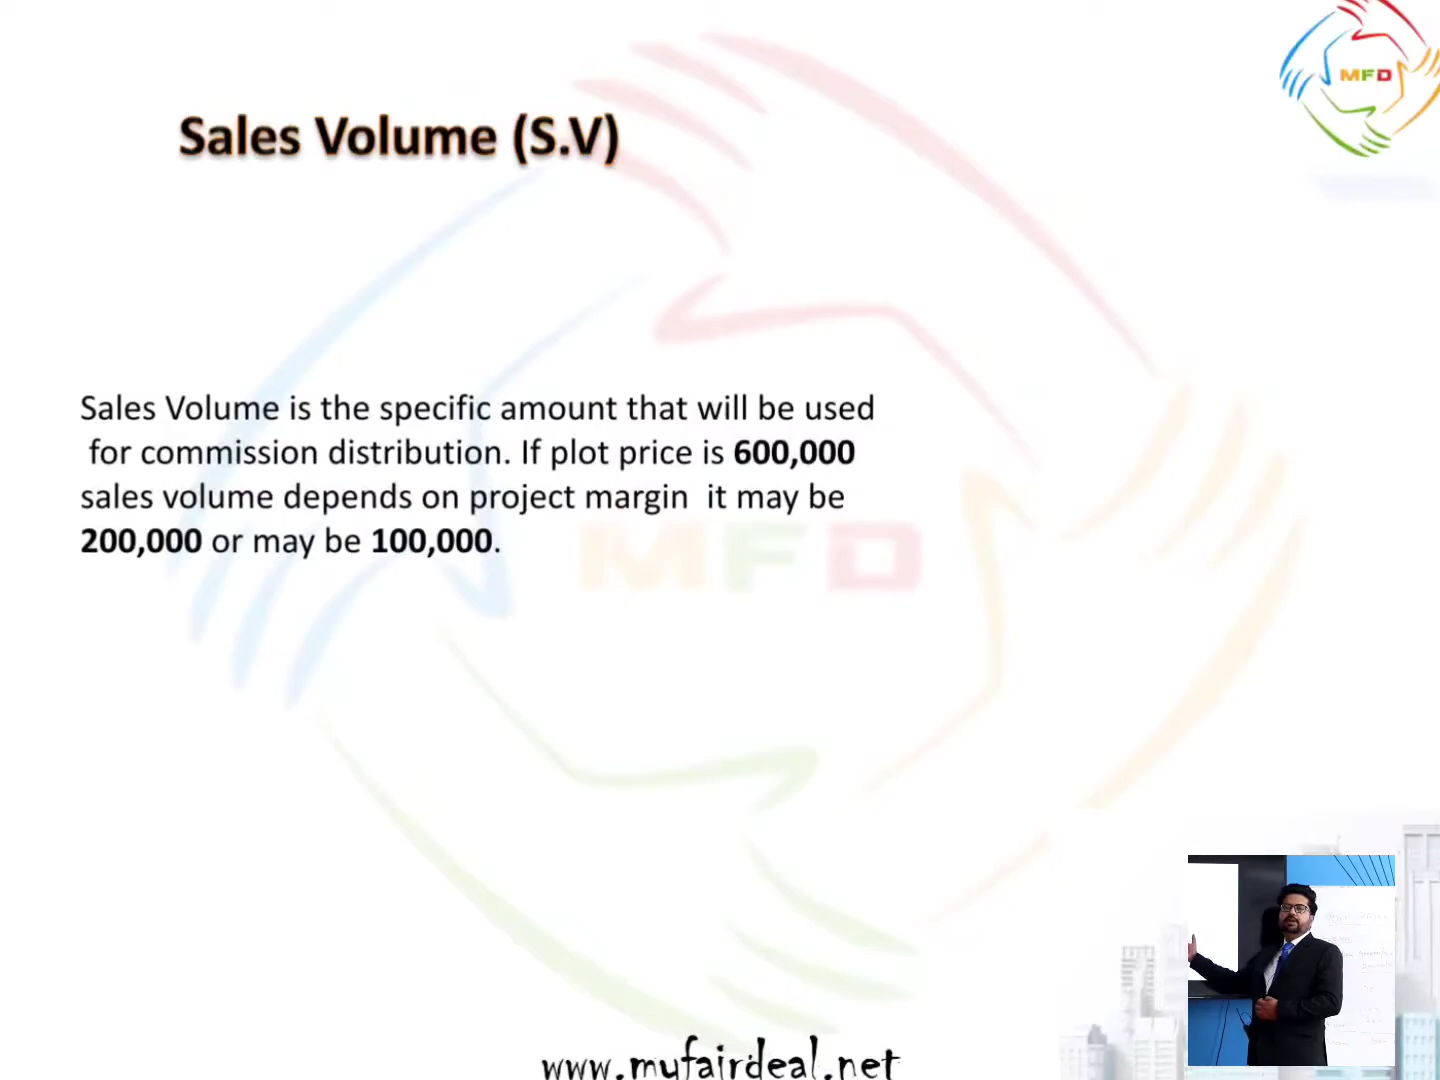 MFD
Sales Volume (S.V)
Sales Volume is the specific amount that will be used
for commission distribution. If plot price is 600,000
sales volume depends on project margin it may be
200,000 or may be 100,000.
MFD
www.myfairdeal.net